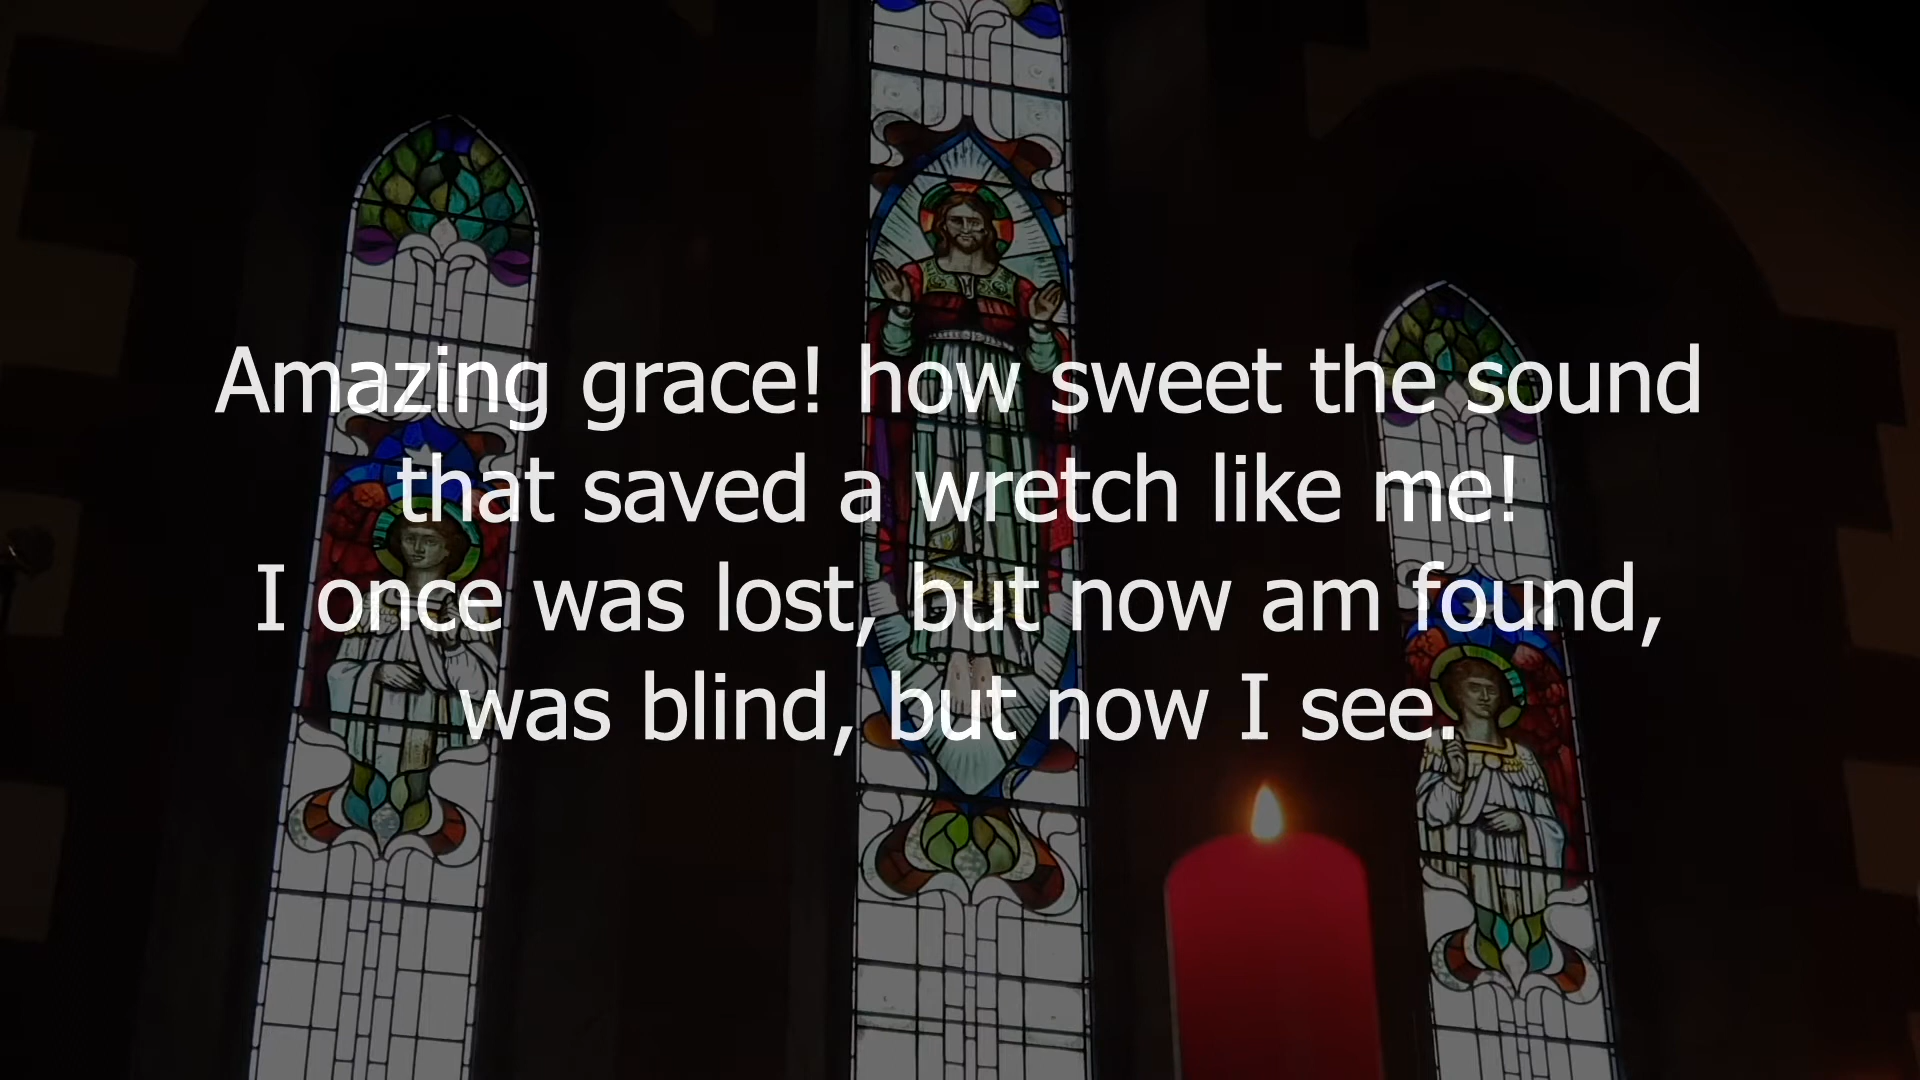 Amazing grace! how sweet the sound
that saved a wretch like me!
I once was lost, but now am found,
was blind, but now I see.